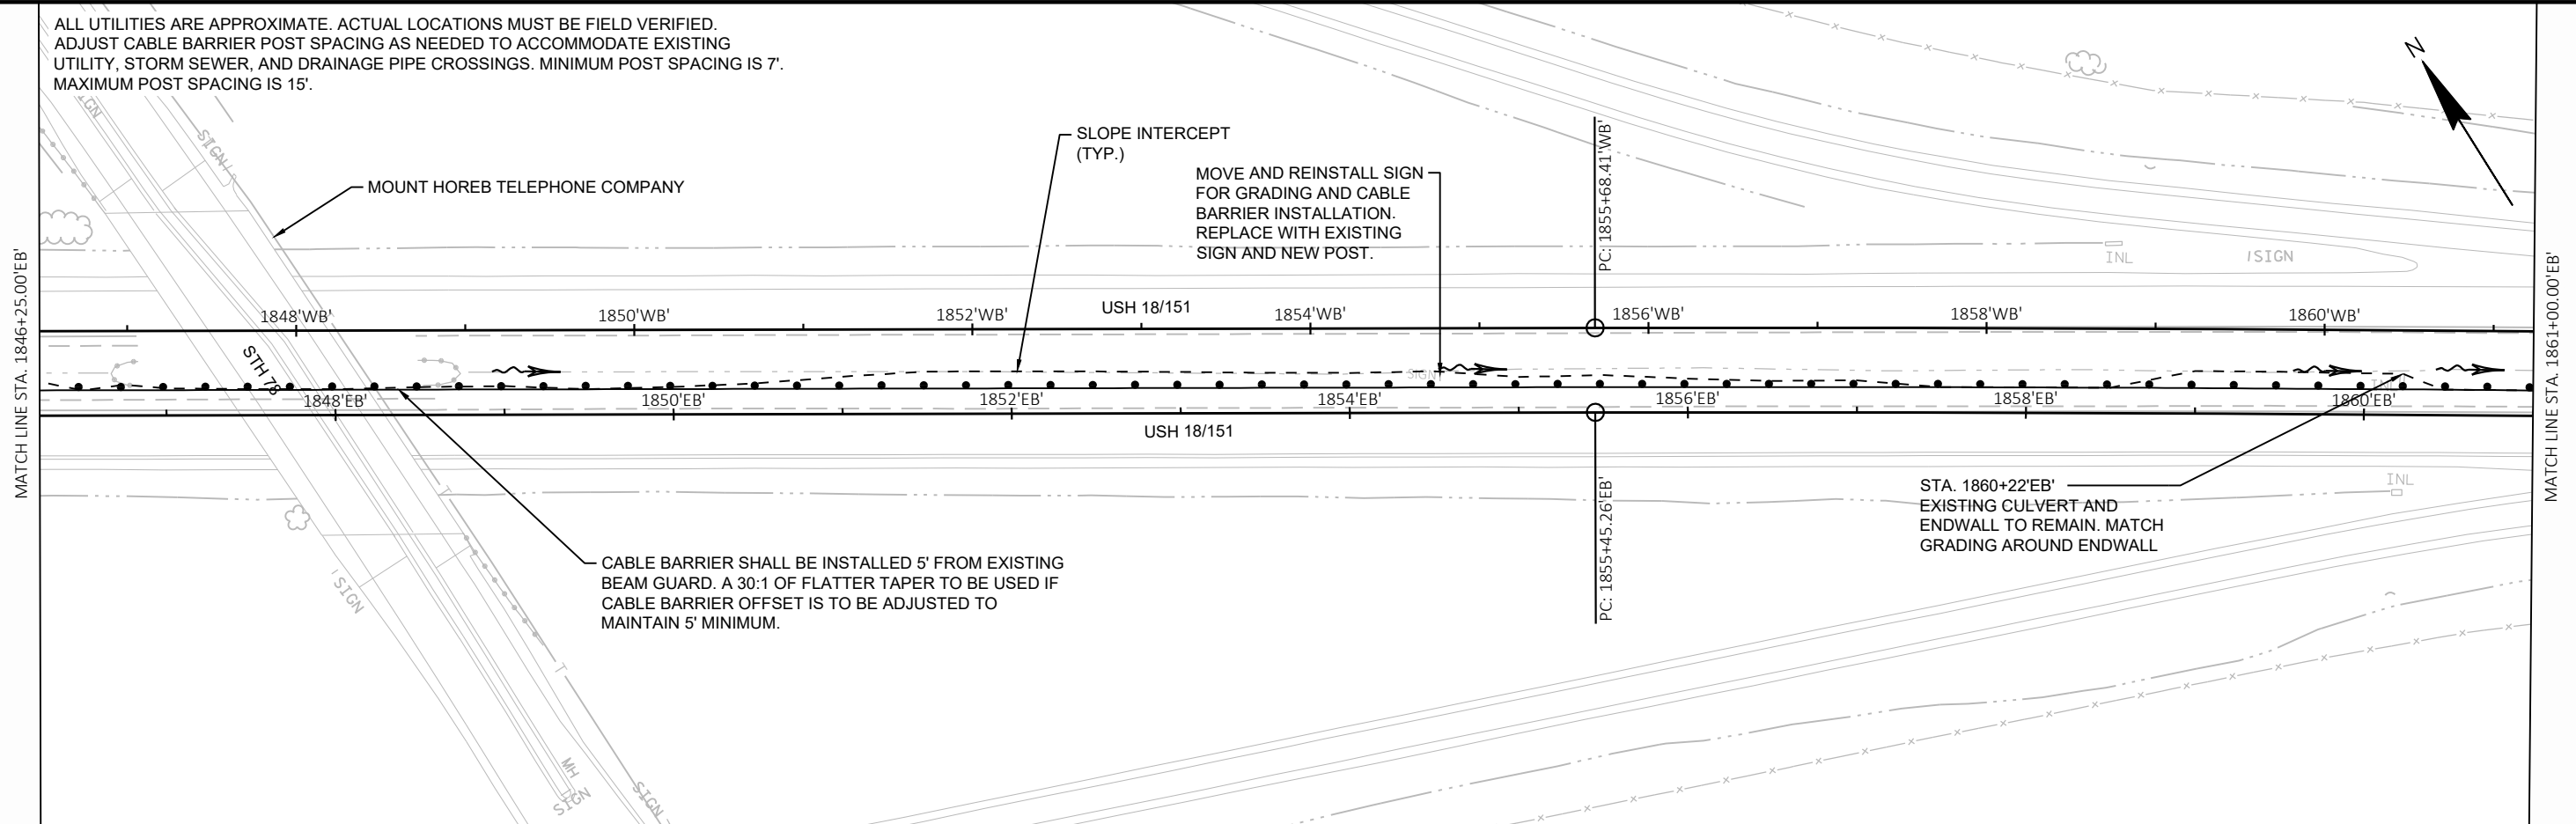 ALL UTILITIES ARE APPROXIMATE. ACTUAL LOCATIONS MUST BE FIELD VERIFIED.
ADJUST CABLE BARRIER POST SPACING AS NEEDED TO ACCOMMODATE EXISTING
UTILITY, STORM SEWER, AND DRAINAGE PIPE CROSSINGS. MINIMUM POST SPACING IS 7'.
MAXIMUM POST SPACING IS 15'.
N
IGN
SIGN
SLOPE INTERCEPT
(TYP.)
MOUNT HOREB TELEPHONE COMPANY
MOVE AND REINSTALL SIGN
FOR GRADING AND CABLE
BARRIER INSTALLATION.
REPLACE WITH EXISTING
SIGN AND NEW POST.
PC: 1855+68.41'WB'
INL
SIGN
MATCH LINE STA. 1846+25.00'EB'
MATCH LINE STA. 1861+00.00'EB'
USH 18/151
1848'WB'
1850'WB'
1852'WB'
1854'WB'
1856'WB'
1858'WB'
1860'WB'
STH 78
SIGN
INL
1848'EB'
1850'EB'
1852'EB'
1854'EB'
1856'EB'
1858'EB'
1860'EB'
USH 18/151
PC: 1855+45.26'EB'
INL
STA. 1860+22'EB'
EXISTING CULVERT AND
ENDWALL TO REMAIN. MATCH
GRADING AROUND ENDWALL
T
CABLE BARRIER SHALL BE INSTALLED 5' FROM EXISTING
BEAM GUARD. A 30:1 OF FLATTER TAPER TO BE USED IF
CABLE BARRIER OFFSET IS TO BE ADJUSTED TO
MAINTAIN 5' MINIMUM.
SIGN
T
MH
SIGN
SIGN